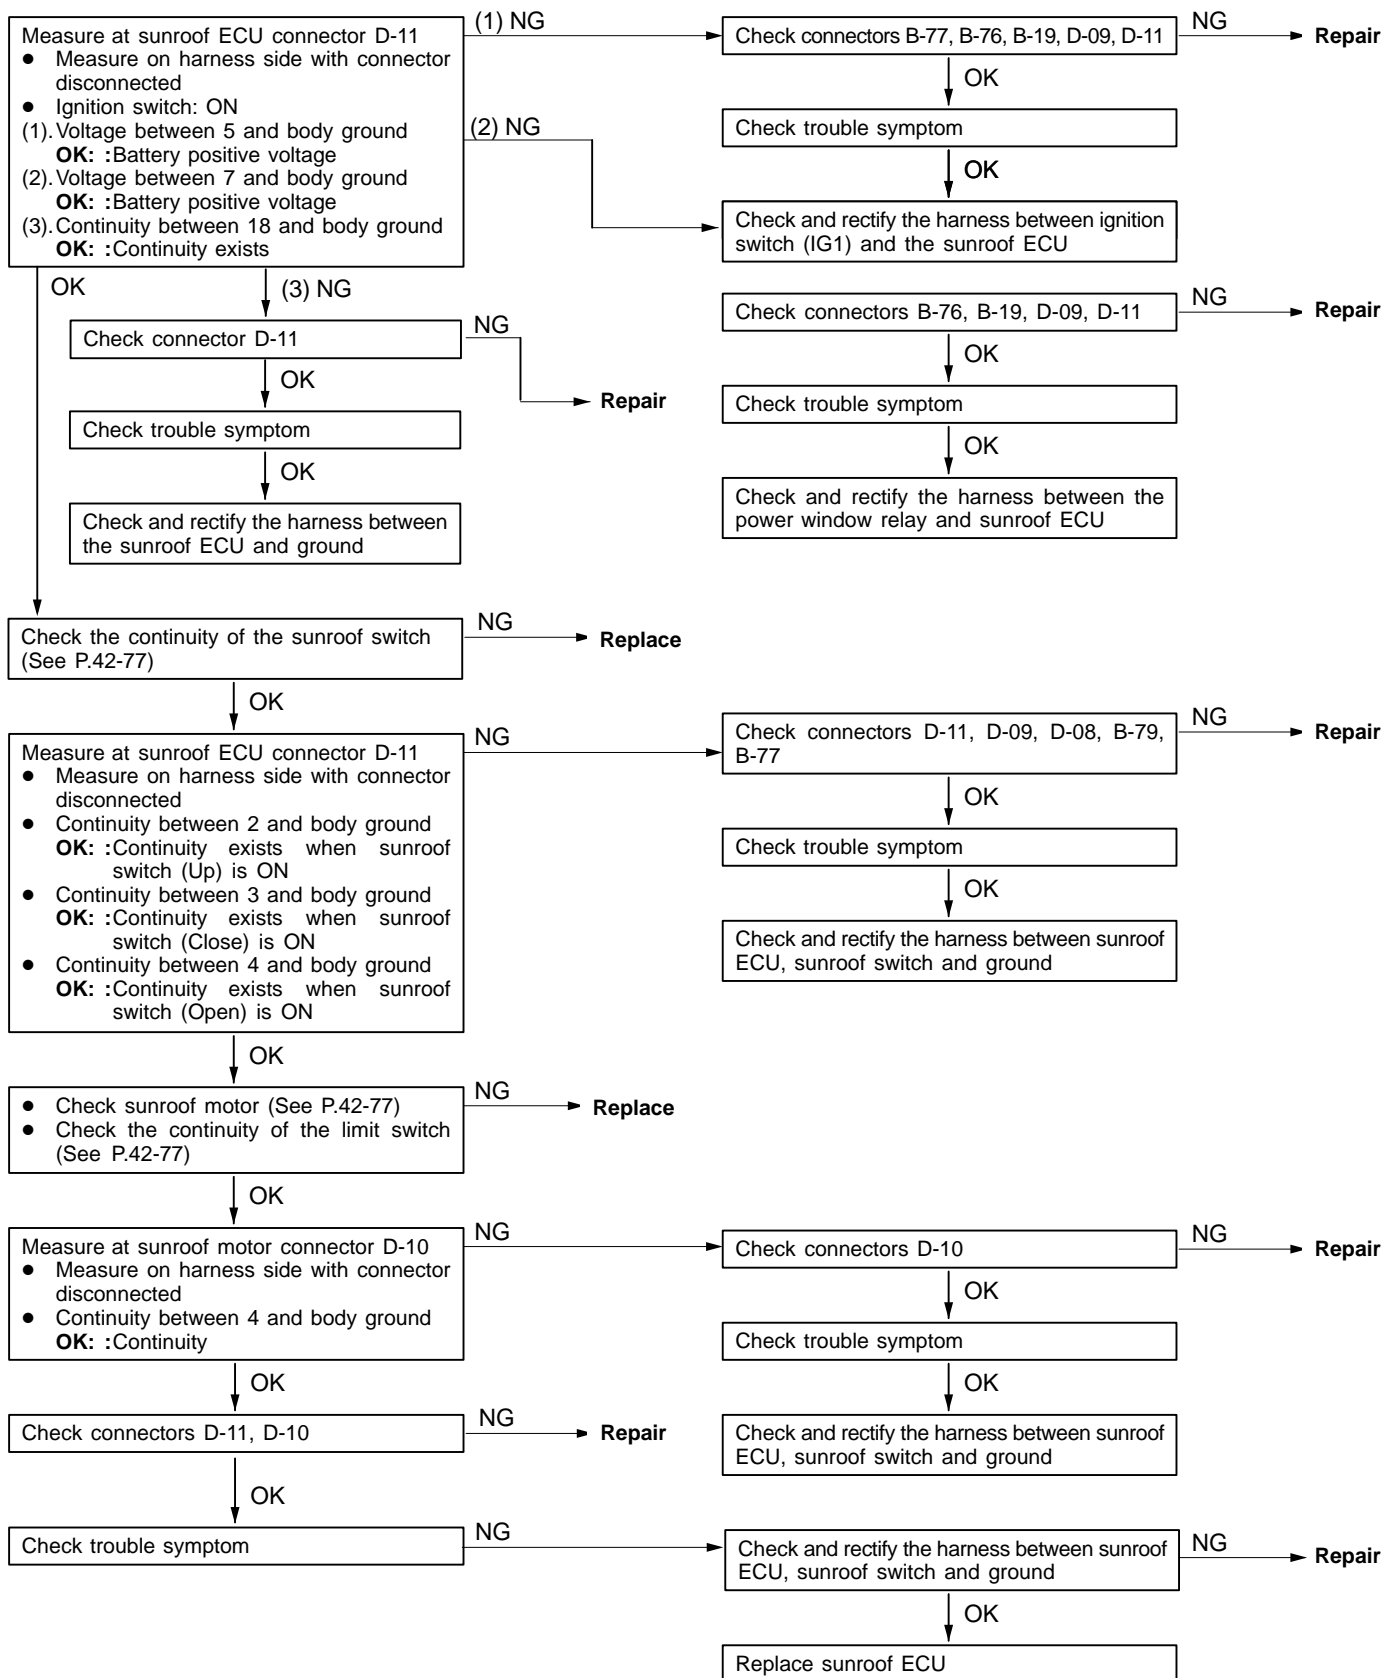 Measure at sunroof ECU connector D-11
● Measure on harness side with connector
disconnected
● Ignition switch: ON
(1). Voltage between 5 and body ground
OK: :Battery positive voltage
(2). Voltage between 7 and body ground
OK: :Battery positive voltage
(3). Continuity between 18 and body ground
OK: :Continuity exists
(1) NG
Check connectors B-77, B-76, B-19, D-09, D-11
NG
Repair
OK
Check trouble symptom
OK
(2) NG
Check and rectify the harness between ignition
switch (IG1) and the sunroof ECU
OK
(3) NG
Check connector D-11
NG
Repair
OK
Check trouble symptom
OK
Check and rectify the harness between
the sunroof ECU and ground
Check connectors B-76, B-19, D-09, D-11
NG
Repair
OK
Check trouble symptom
OK
Check and rectify the harness between the
power window relay and sunroof ECU
Check the continuity of the sunroof switch
(See P.42-77)
NG
Replace
OK
Measure at sunroof ECU connector D-11
● Measure on harness side with connector
disconnected
● Continuity between 2 and body ground
OK: :Continuity exists when sunroof
switch (Up) is ON
● Continuity between 3 and body ground
OK: :Continuity exists when sunroof
switch (Close) is ON
● Continuity between 4 and body ground
OK: :Continuity exists when sunroof
switch (Open) is ON
NG
Check connectors D-11, D-09, D-08, B-79,
B-77
NG
Repair
OK
Check trouble symptom
OK
Check and rectify the harness between sunroof
ECU, sunroof switch and ground
OK
● Check sunroof motor (See P.42-77)
● Check the continuity of the limit switch
(See P.42-77)
NG
Replace
OK
Measure at sunroof motor connector D-10
● Measure on harness side with connector
disconnected
● Continuity between 4 and body ground
OK: :Continuity
NG
Check connectors D-10
NG
Repair
OK
Check trouble symptom
OK
Check and rectify the harness between sunroof
ECU, sunroof switch and ground
OK
Check connectors D-11, D-10
NG
Repair
OK
Check trouble symptom
NG
Check and rectify the harness between sunroof
ECU, sunroof switch and ground
NG
Repair
OK
Replace sunroof ECU